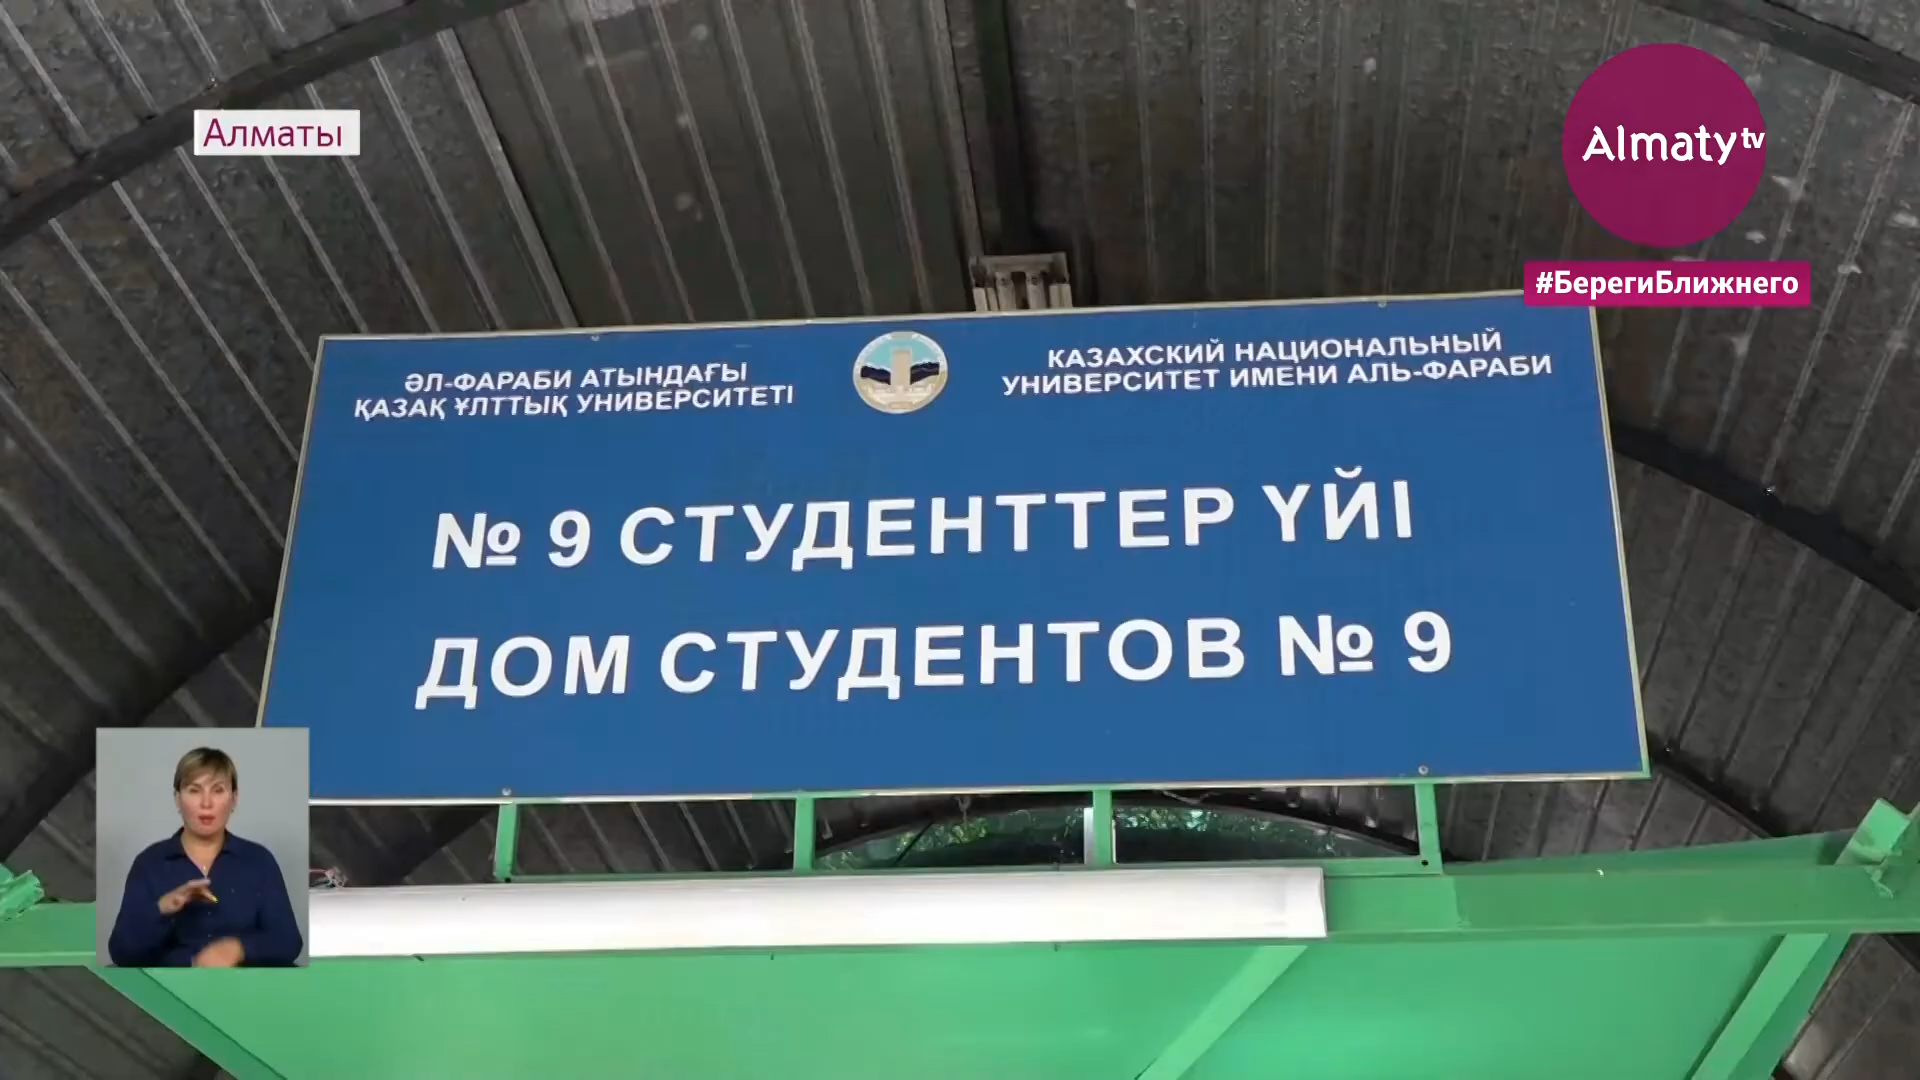 Алматы
Almaty tv
#БерегиБлижнего
ӘЛ-ФАРАБИ АТЫНДАҒЫ
ҚАЗАҚ ҰЛТТЫҚ УНИВЕРСИТЕТІ
КАЗАХСКИЙ НАЦИОНАЛЬНЫЙ
УНИВЕРСИТЕТ ИМЕНИ АЛЬ-ФАРАБИ
№ 9 СТУДЕНТТЕР ҮЙІ
ДОМ СТУДЕНТОВ № 9